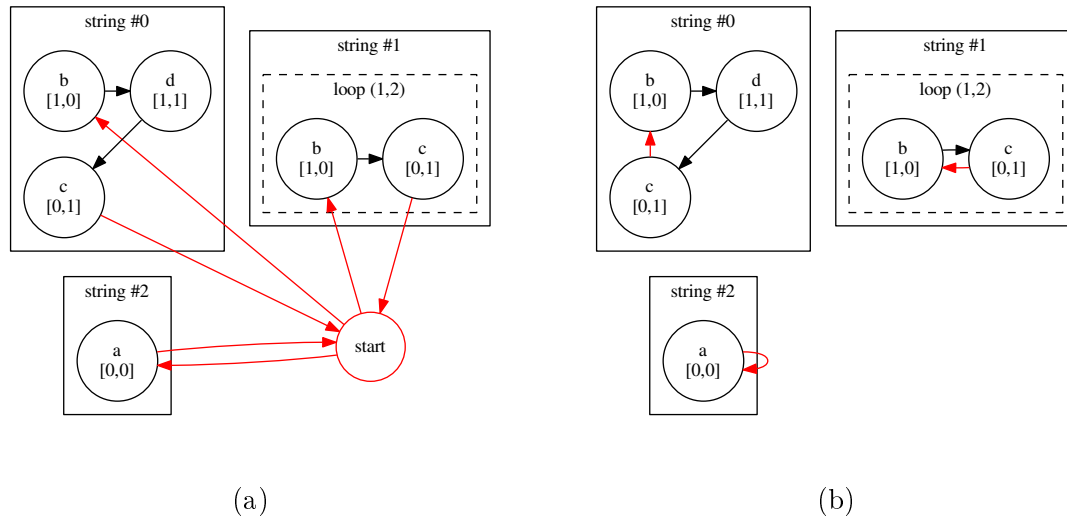 string #0
b
[1,0]
d
[1,1]
c
[0,1]
string #1
loop (1,2)
b
[1,0]
c
[0,1]
string #2
a
[0,0]
start
(a)
string #0
b
[1,0]
d
[1,1]
c
[0,1]
string #1
loop (1,2)
b
[1,0]
c
[0,1]
string #2
a
[0,0]
(b)